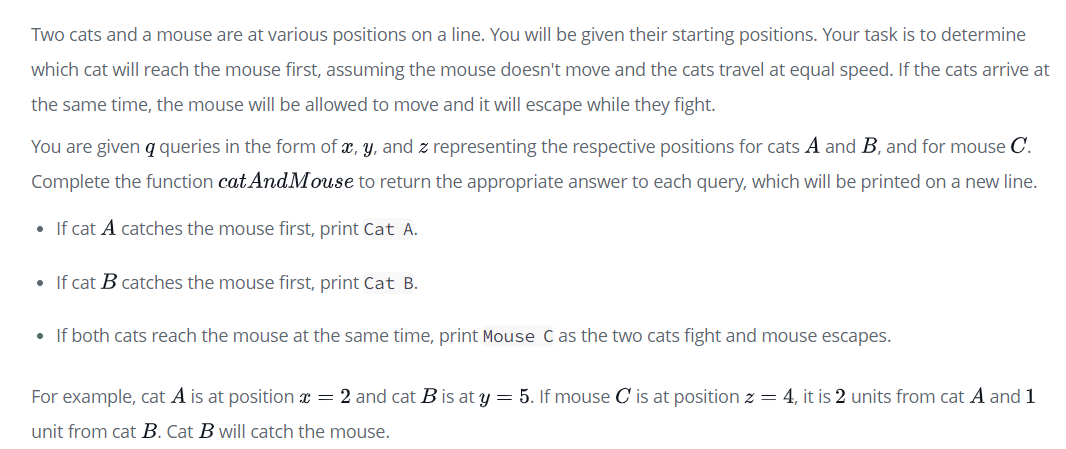 Two cats and a mouse are at various positions on a line. You will be given their starting positions. Your task is to determine
which cat will reach the mouse first, assuming the mouse doesn't move and the cats travel at equal speed. If the cats arrive at
the same time, the mouse will be allowed to move and it will escape while they fight.
You are given q queries in the form of x, y, and z representing the respective positions for cats A and B, and for mouse C.
Complete the function catAndMouse to return the appropriate answer to each query, which will be printed on a new line.
• If cat A catches the mouse first, print Cat A.
• If cat B catches the mouse first, print Cat B.
• If both cats reach the mouse at the same time, print Mouse C as the two cats fight and mouse escapes.
For example, cat A is at position x = 2 and cat B is at y = 5. If mouse C is at position z = 4, it is 2 units from cat A and 1
unit from cat B. Cat B will catch the mouse.